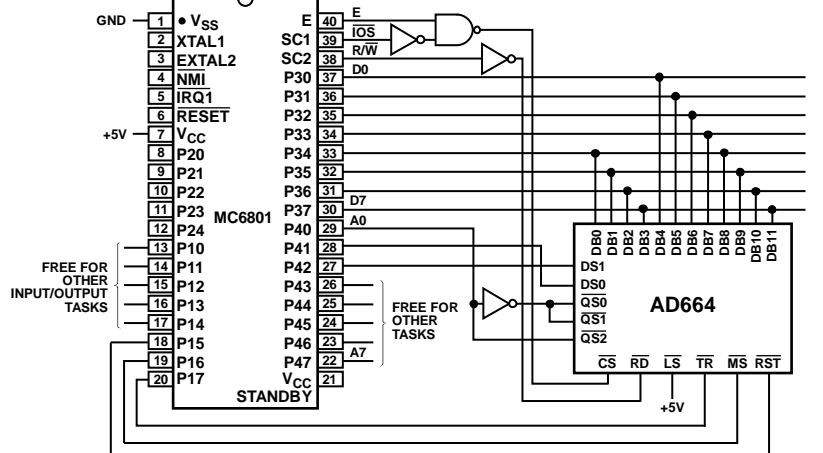 GND 1 • VSS E 40 E
2 XTAL1 SC1 39 IOS
3 EXTAL2 SC2 38 R/W
4 NMI P30 37 D0
5 IRQ1 P31 36
6 RESET P32 35
+5V 7 VCC P33 34
8 P20 P34 33
9 P21 P35 32
10 P22 P36 31
11 P23 P37 30 D7
MC6801
12 P24 P40 29 A0
13 P10 P41 28
14 P11 P42 27
15 P12 P43 26
16 P13 P44 25
17 P14 P45 24
18 P15 P46 23
19 P16 P47 22 A7
20 P17 VCC 21
STANDBY
FREE FOR
OTHER
INPUT/OUTPUT
TASKS
FREE FOR
OTHER
TASKS
DB0 DB1 DB2 DB3 DB4 DB5 DB6 DB7 DB8 DB9 DB10 DB11
DS1
DS0
QS0
QS1
QS2
AD664
CS RD LS TR MS RST
+5V